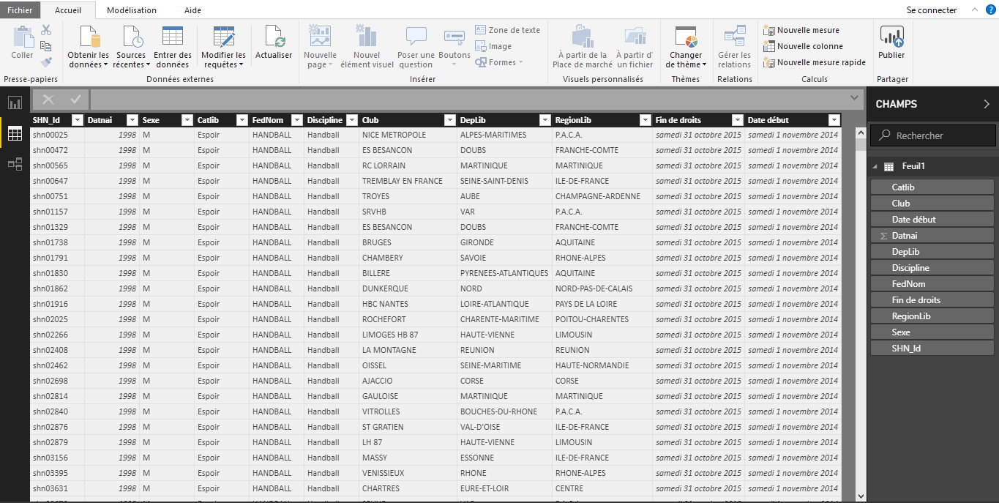 Fichier Accueil Modélisation Aide Se connecter
Coller
Obtenir les données
Sources récentes
Entrer des données
Modifier les requêtes
Actualiser
Nouvelle page
Nouvel élément visuel
Poser une question
Boutons
Zone de texte
Image
Formes
À partir de la Place de marché
À partir d' un fichier
Changer de thème
Gérer les relations
Nouvelle mesure
Nouvelle colonne
Nouvelle mesure rapide
Publier
Presse-papiers Données externes Insérer Visuels personnalisés Thèmes Relations Calculs Partager
SHN_Id Datnai Sexe Catlib FedNom Discipline Club DepLib RegionLib Fin de droits Date début
shn00025 1998 M Espoir HANDBALL Handball NICE METROPOLE ALPES-MARITIMES P.A.C.A. samedi 31 octobre 2015 samedi 1 novembre 2014
shn00472 1998 M Espoir HANDBALL Handball ES BESANCON DOUBS FRANCHE-COMTE samedi 31 octobre 2015 samedi 1 novembre 2014
shn00565 1998 M Espoir HANDBALL Handball RC LORRAIN MARTINIQUE MARTINIQUE samedi 31 octobre 2015 samedi 1 novembre 2014
shn00647 1998 M Espoir HANDBALL Handball TREMBLAY EN FRANCE SEINE-SAINT-DENIS ILE-DE-FRANCE samedi 31 octobre 2015 samedi 1 novembre 2014
shn00751 1998 M Espoir HANDBALL Handball TROYES AUBE CHAMPAGNE-ARDENNE samedi 31 octobre 2015 samedi 1 novembre 2014
shn01157 1998 M Espoir HANDBALL Handball SRVHB VAR P.A.C.A. samedi 31 octobre 2015 samedi 1 novembre 2014
shn01329 1998 M Espoir HANDBALL Handball ES BESANCON DOUBS FRANCHE-COMTE samedi 31 octobre 2015 samedi 1 novembre 2014
shn01738 1998 M Espoir HANDBALL Handball BRUGES GIRONDE AQUITAINE samedi 31 octobre 2015 samedi 1 novembre 2014
shn01791 1998 M Espoir HANDBALL Handball CHAMBERY SAVOIE RHONE-ALPES samedi 31 octobre 2015 samedi 1 novembre 2014
shn01830 1998 M Espoir HANDBALL Handball BILLERE PYRENEES-ATLANTIQUES AQUITAINE samedi 31 octobre 2015 samedi 1 novembre 2014
shn01862 1998 M Espoir HANDBALL Handball DUNKERQUE NORD NORD-PAS-DE-CALAIS samedi 31 octobre 2015 samedi 1 novembre 2014
shn01916 1998 M Espoir HANDBALL Handball HBC NANTES LOIRE-ATLANTIQUE PAYS DE LA LOIRE samedi 31 octobre 2015 samedi 1 novembre 2014
shn02025 1998 M Espoir HANDBALL Handball ROCHEFORT CHARENTE-MARITIME POITOU-CHARENTES samedi 31 octobre 2015 samedi 1 novembre 2014
shn02266 1998 M Espoir HANDBALL Handball LIMOGES HB 87 HAUTE-VIENNE LIMOUSIN samedi 31 octobre 2015 samedi 1 novembre 2014
shn02408 1998 M Espoir HANDBALL Handball LA MONTAGNE REUNION REUNION samedi 31 octobre 2015 samedi 1 novembre 2014
shn02462 1998 M Espoir HANDBALL Handball OISSEL SEINE-MARITIME HAUTE-NORMANDIE samedi 31 octobre 2015 samedi 1 novembre 2014
shn02698 1998 M Espoir HANDBALL Handball AJACCIO CORSE CORSE samedi 31 octobre 2015 samedi 1 novembre 2014
shn02814 1998 M Espoir HANDBALL Handball GAULOISE MARTINIQUE MARTINIQUE samedi 31 octobre 2015 samedi 1 novembre 2014
shn02840 1998 M Espoir HANDBALL Handball VITROLLES BOUCHES-DU-RHONE P.A.C.A. samedi 31 octobre 2015 samedi 1 novembre 2014
shn02876 1998 M Espoir HANDBALL Handball ST GRATIEN VAL-D'OISE ILE-DE-FRANCE samedi 31 octobre 2015 samedi 1 novembre 2014
shn02879 1998 M Espoir HANDBALL Handball LH 87 HAUTE-VIENNE LIMOUSIN samedi 31 octobre 2015 samedi 1 novembre 2014
shn03156 1998 M Espoir HANDBALL Handball MASSY ESSONNE ILE-DE-FRANCE samedi 31 octobre 2015 samedi 1 novembre 2014
shn03395 1998 M Espoir HANDBALL Handball VENISSIEUX RHONE RHONE-ALPES samedi 31 octobre 2015 samedi 1 novembre 2014
shn03631 1998 M Espoir HANDBALL Handball CHARTRES EURE-ET-LOIR CENTRE samedi 31 octobre 2015 samedi 1 novembre 2014
CHAMPS
Rechercher
Feuil1
Catlib
Club
Date début
Σ Datnai
DepLib
Discipline
FedNom
Fin de droits
RegionLib
Sexe
SHN_Id